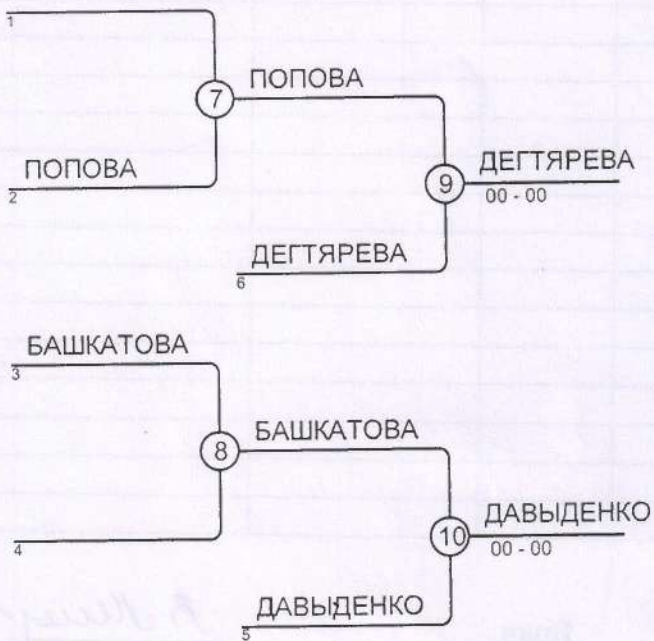 1
7
ПОПОВА
ПОПОВА
2
9
ДЕГТЯРЕВА
00 - 00
ДЕГТЯРЕВА
6
БАШКАТОВА
3
8
БАШКАТОВА
4
10
ДАВЫДЕНКО
00 - 00
ДАВЫДЕНКО
5